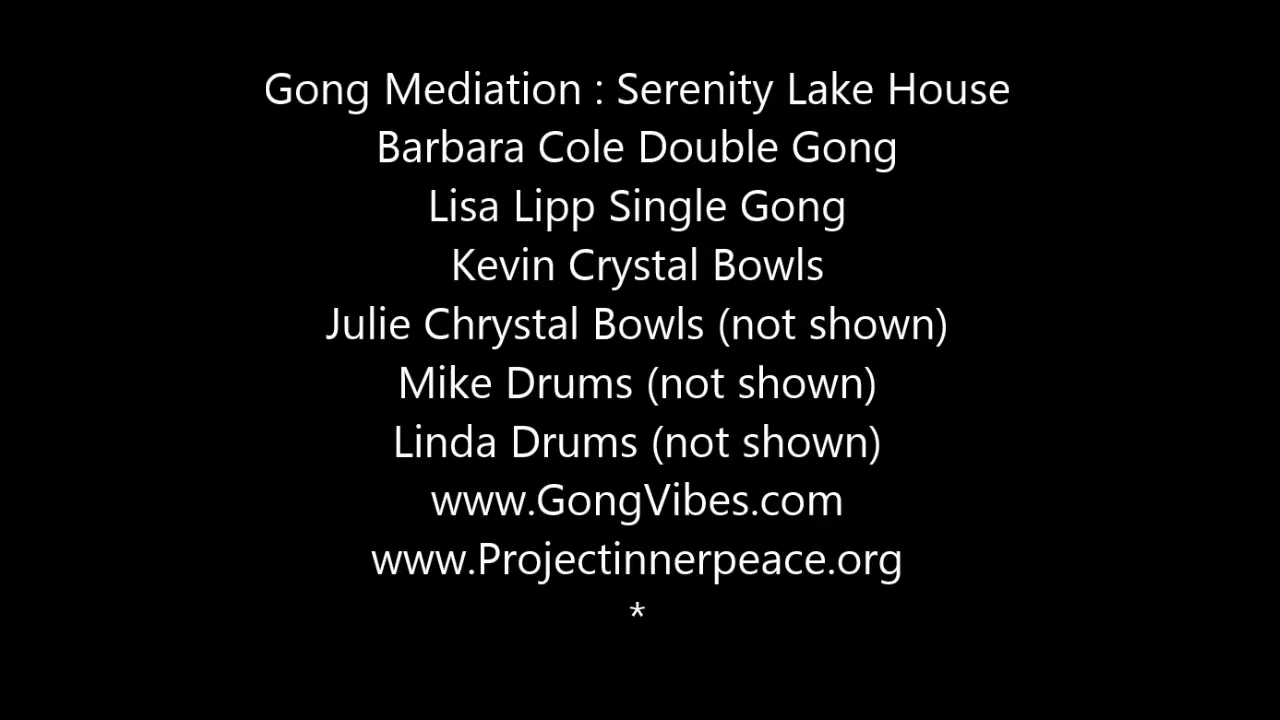 Gong Mediation : Serenity Lake House
Barbara Cole Double Gong
Lisa Lipp Single Gong
Kevin Crystal Bowls
Julie Chrystal Bowls (not shown)
Mike Drums (not shown)
Linda Drums (not shown)
www.GongVibes.com
www.Projectinnerpeace.org
*